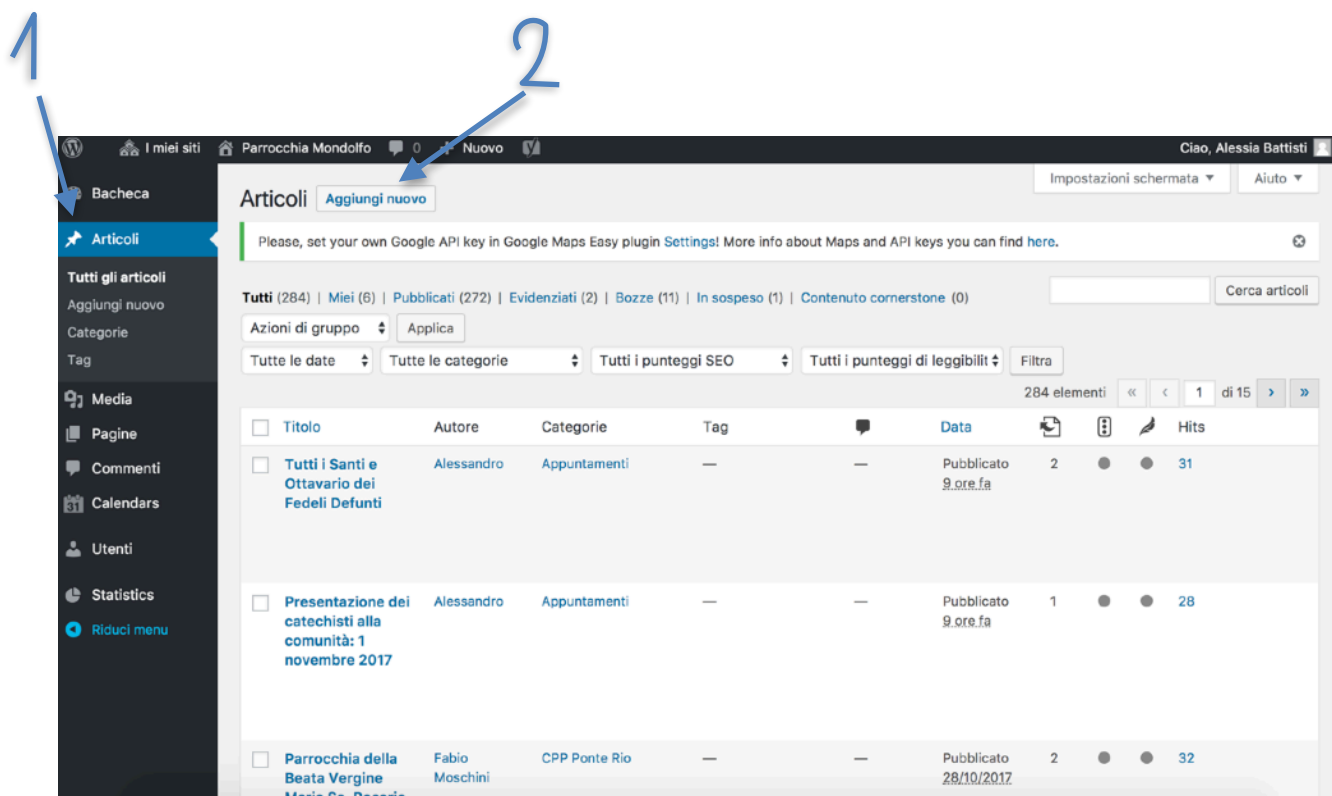 1
2
I miei siti Parrocchia Mondolfo 0 + Nuovo Ciao, Alessia Battisti
Bacheca
Articoli
Tutti gli articoli
Aggiungi nuovo
Categorie
Tag
Media
Pagine
Commenti
31 Calendars
Utenti
Statistics
Riduci menu
Impostazioni schermata Aiuto
Articoli Aggiungi nuovo
Please, set your own Google API key in Google Maps Easy plugin Settings! More info about Maps and API keys you can find here.
Tutti (284) | Miei (6) | Pubblicati (272) | Evidenziati (2) | Bozze (11) | In sospeso (1) | Contenuto cornerstone (0)
Cerca articoli
Azioni di gruppo Applica
Tutte le date Tutte le categorie Tutti i punteggi SEO Tutti i punteggi di leggibilit Filtra
284 elementi « ‹ 1 di 15 › »
Titolo Autore Categorie Tag Data Hits
Tutti i Santi e Alessandro Appuntamenti — — Pubblicato 2 31
Ottavario dei 9 ore fa
Fedeli Defunti
Presentazione dei Alessandro Appuntamenti — — Pubblicato 1 28
catechisti alla 9 ore fa
comunità: 1
novembre 2017
Parrocchia della Fabio CPP Ponte Rio — — Pubblicato 2 32
Beata Vergine Moschini 28/10/2017